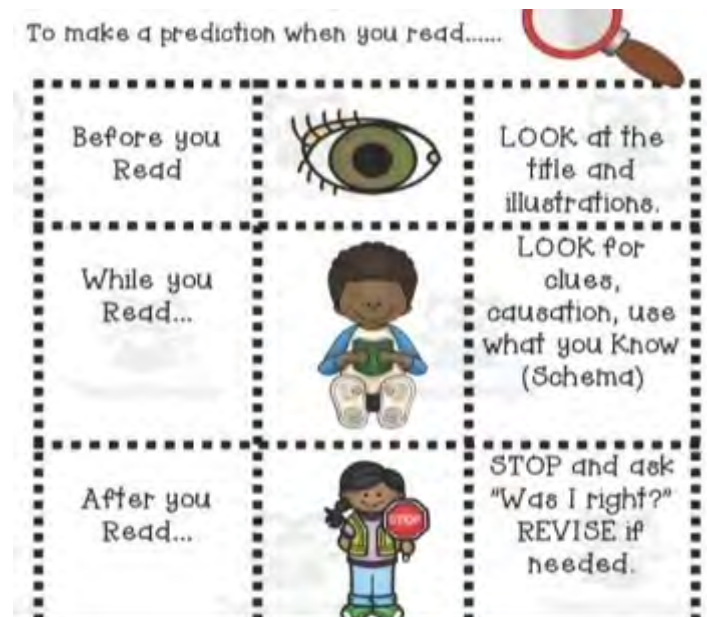 To make a prediction when you read......
Before you
Read
LOOK at the
title and
illustrations.
While you
Read...
LOOK for
clues,
causation, use
what you Know
(Schema)
After you
Read...
STOP
STOP and ask
"Was I right?"
REVISE if
needed.